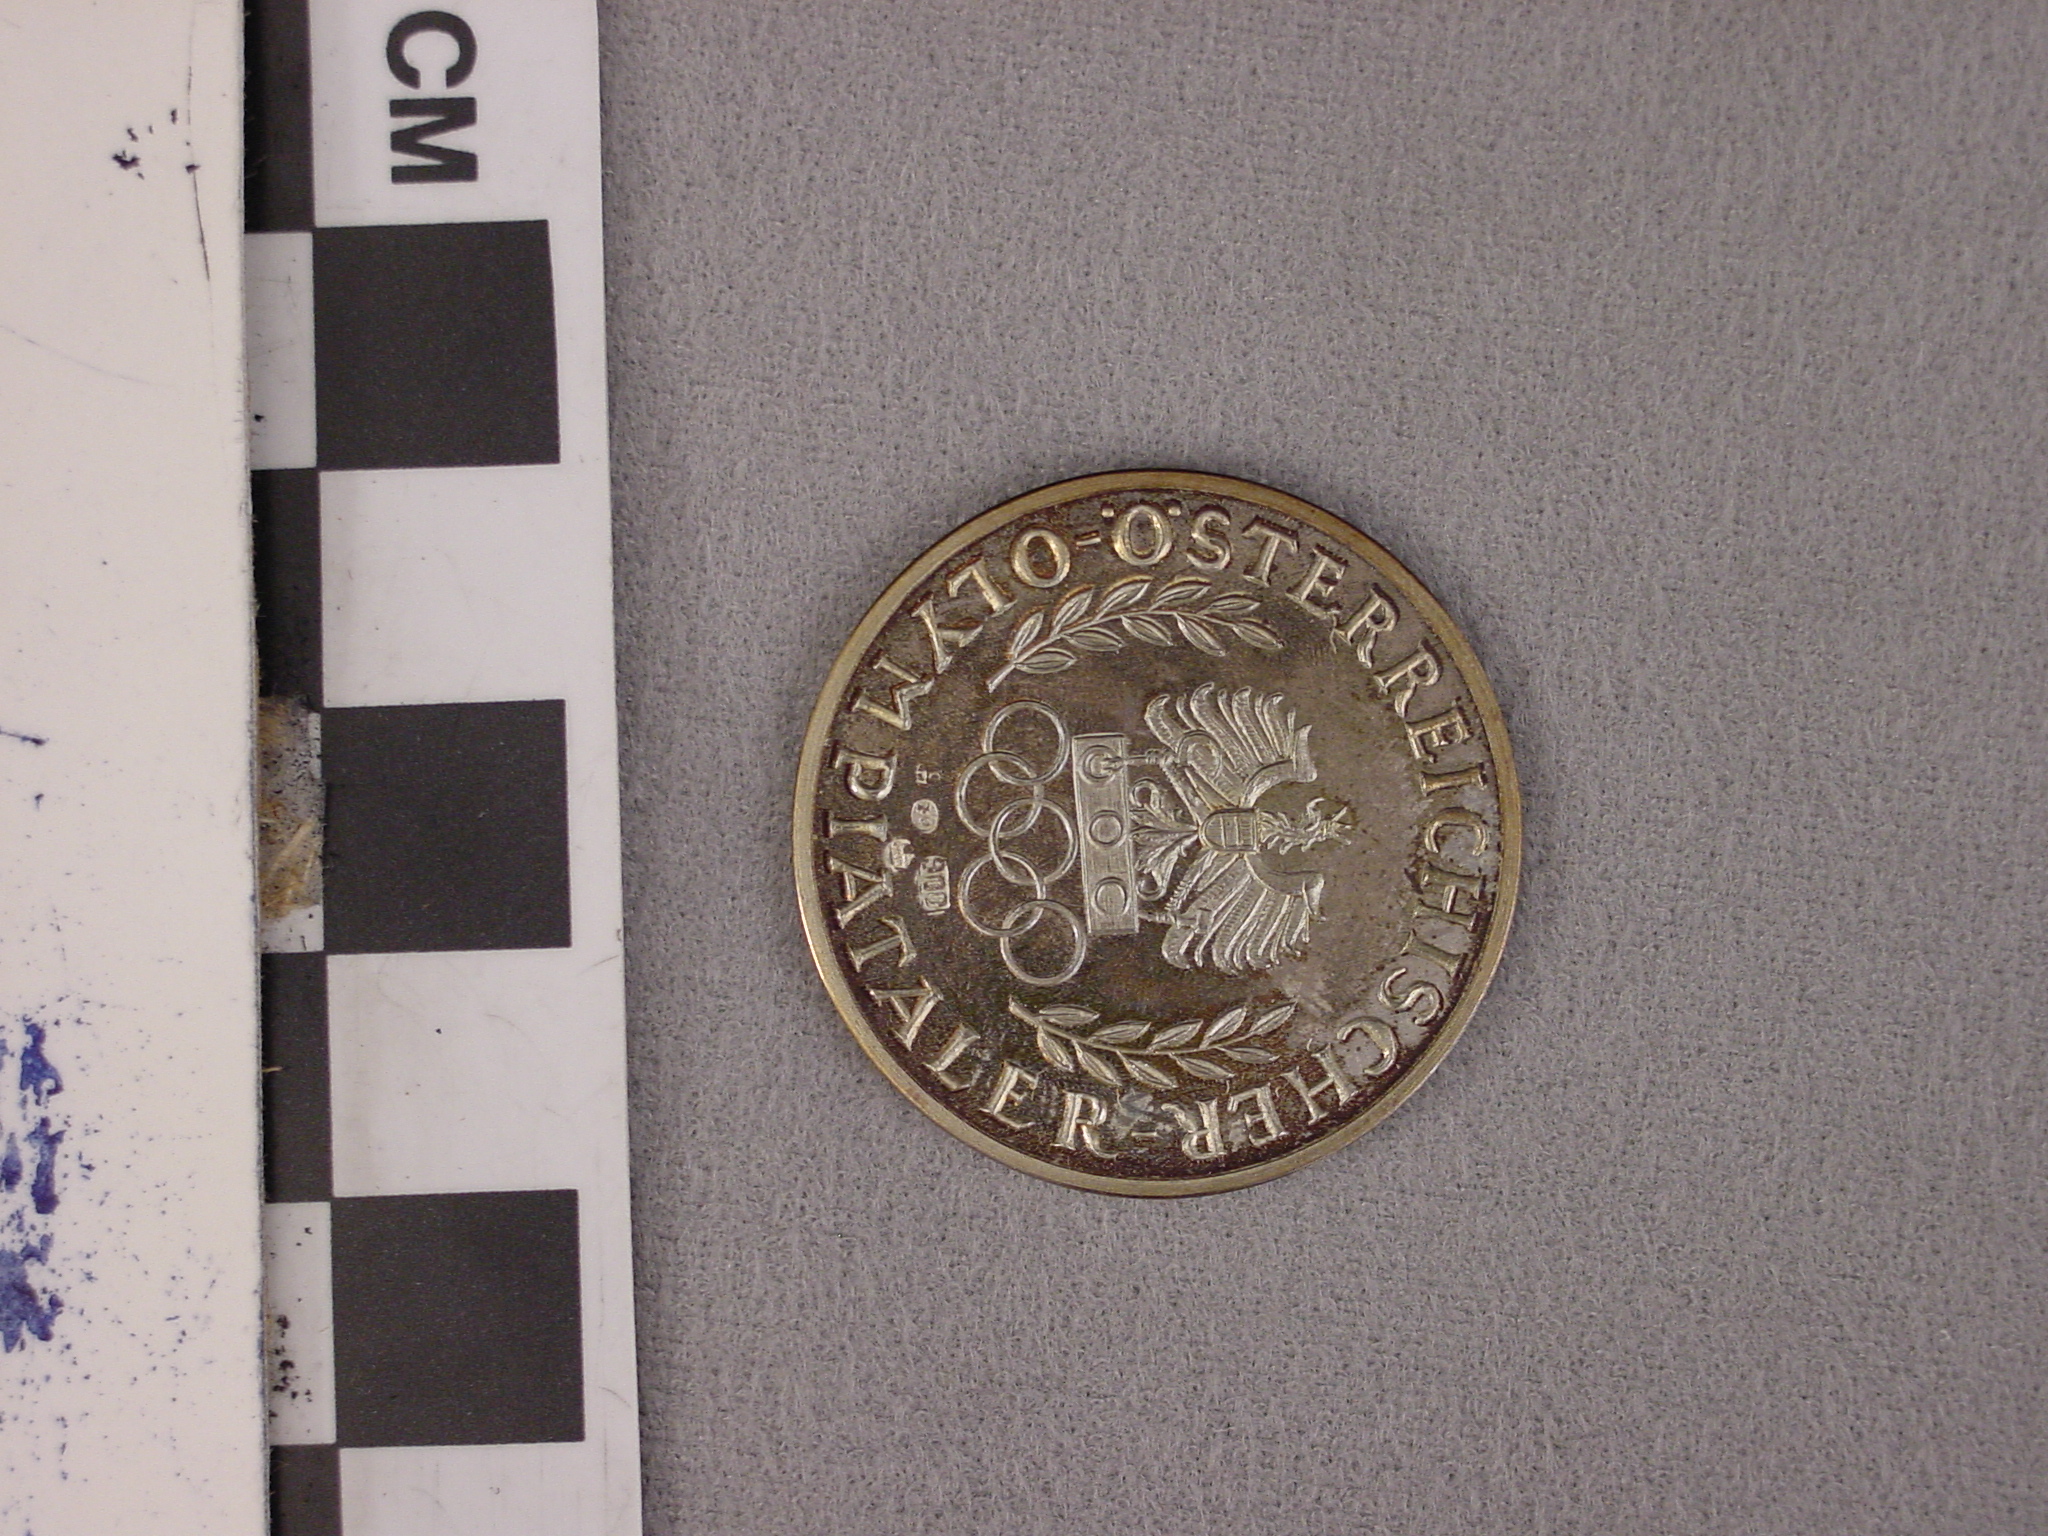 CM
ÖSTERREICHISCHER-
OLYMPIATALER-